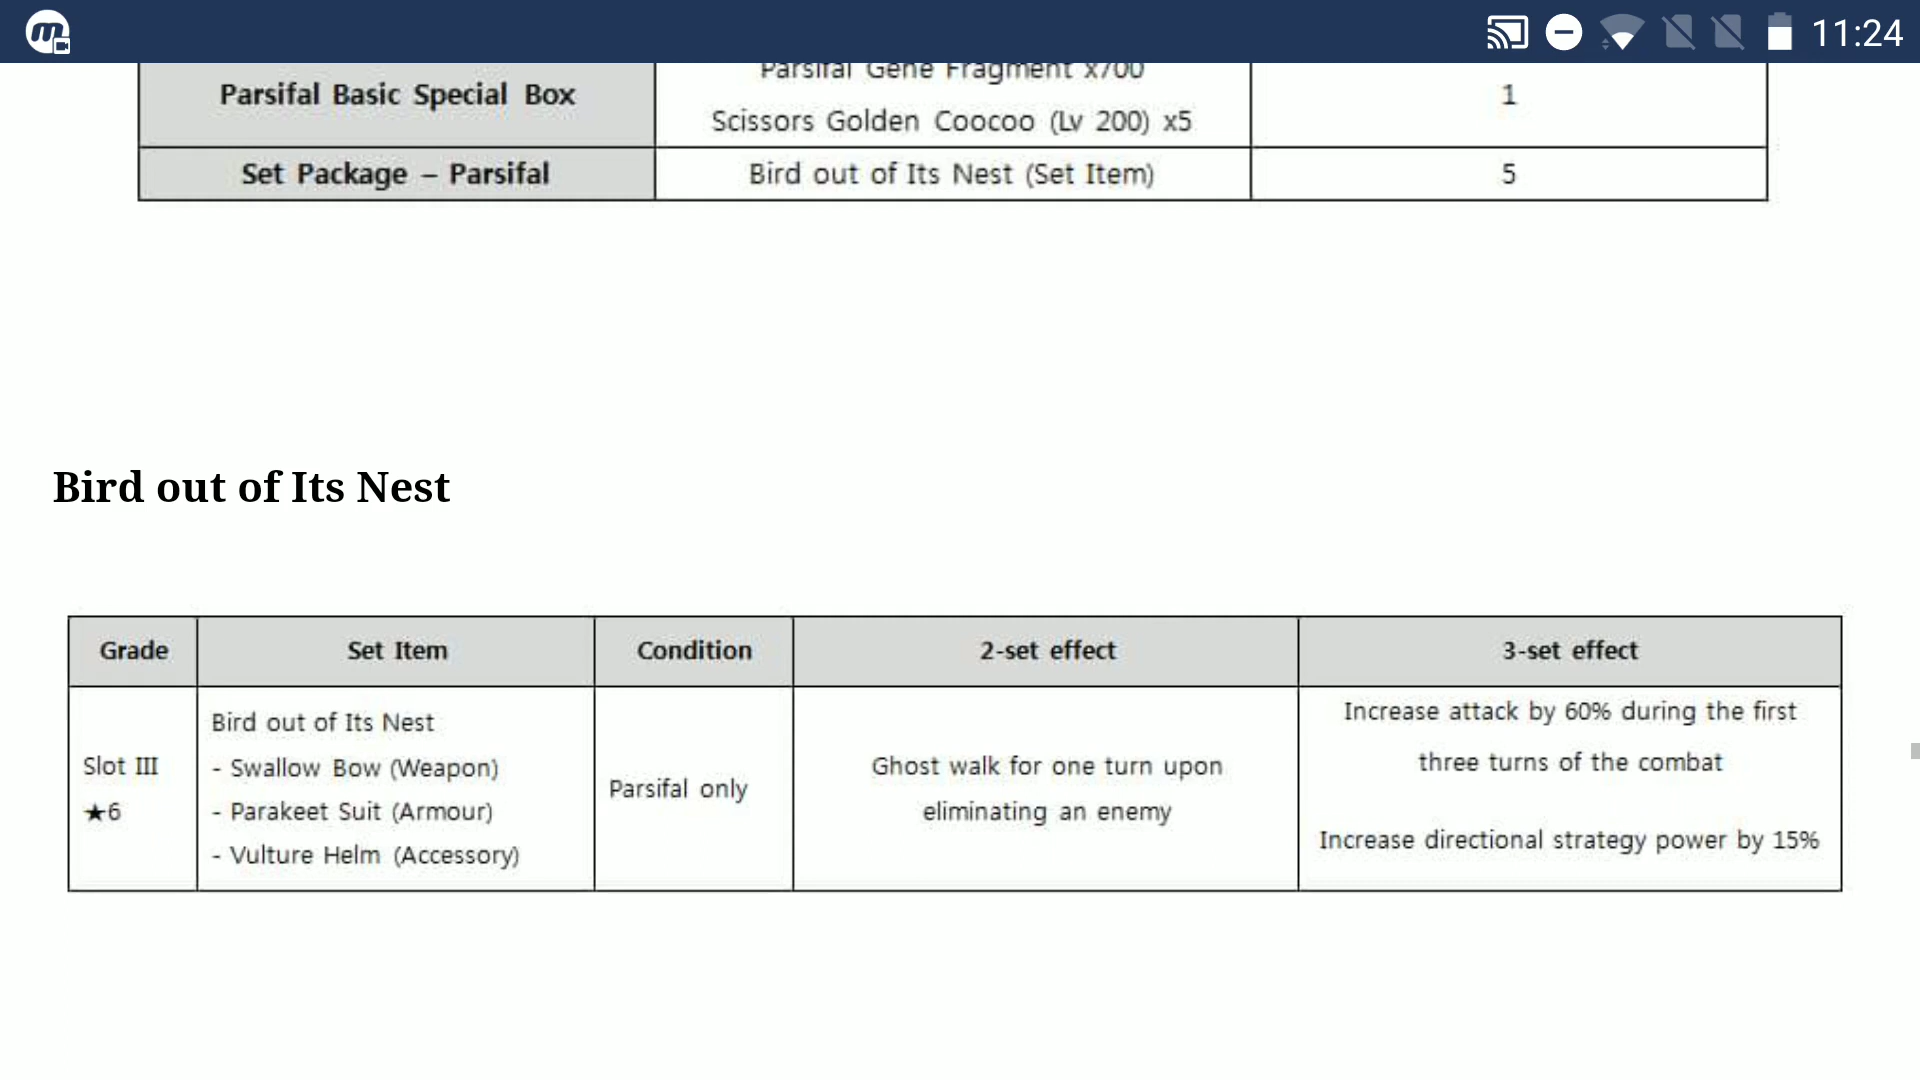 11:24
Parsifal Gene Fragment x700
Parsifal Basic Special Box
1
Scissors Golden Coocoo (Lv 200) x5
Set Package – Parsifal
Bird out of Its Nest (Set Item)
5
Bird out of Its Nest
Grade
Set Item
Condition
2-set effect
3-set effect
Slot III
★6
Bird out of Its Nest
- Swallow Bow (Weapon)
- Parakeet Suit (Armour)
- Vulture Helm (Accessory)
Parsifal only
Ghost walk for one turn upon
eliminating an enemy
Increase attack by 60% during the first
three turns of the combat
Increase directional strategy power by 15%